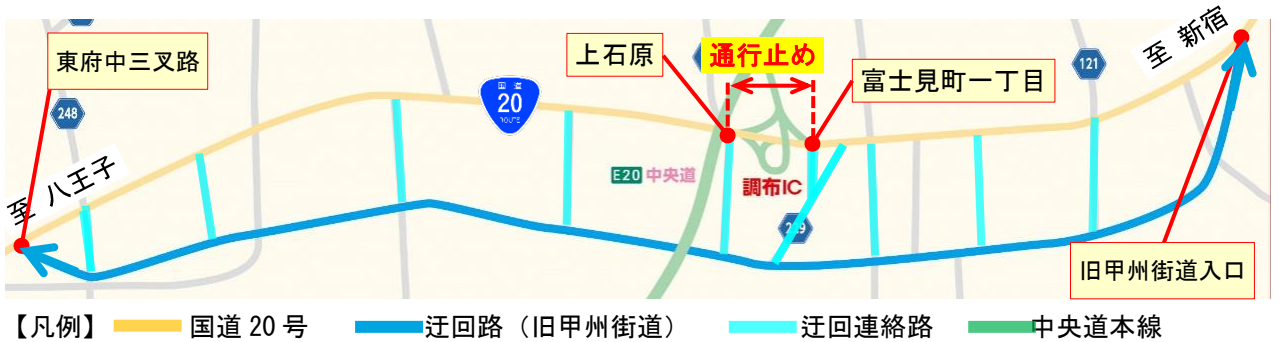 至 新宿
東府中三叉路
上石原
通行止め
富士見町一丁目
121
国道
20
ROUTE
248
至 八王子
E20 中央道
調布IC
旧甲州街道入口
【凡例】 国道20号 迂回路（旧甲州街道） 迂回連絡路 中央道本線